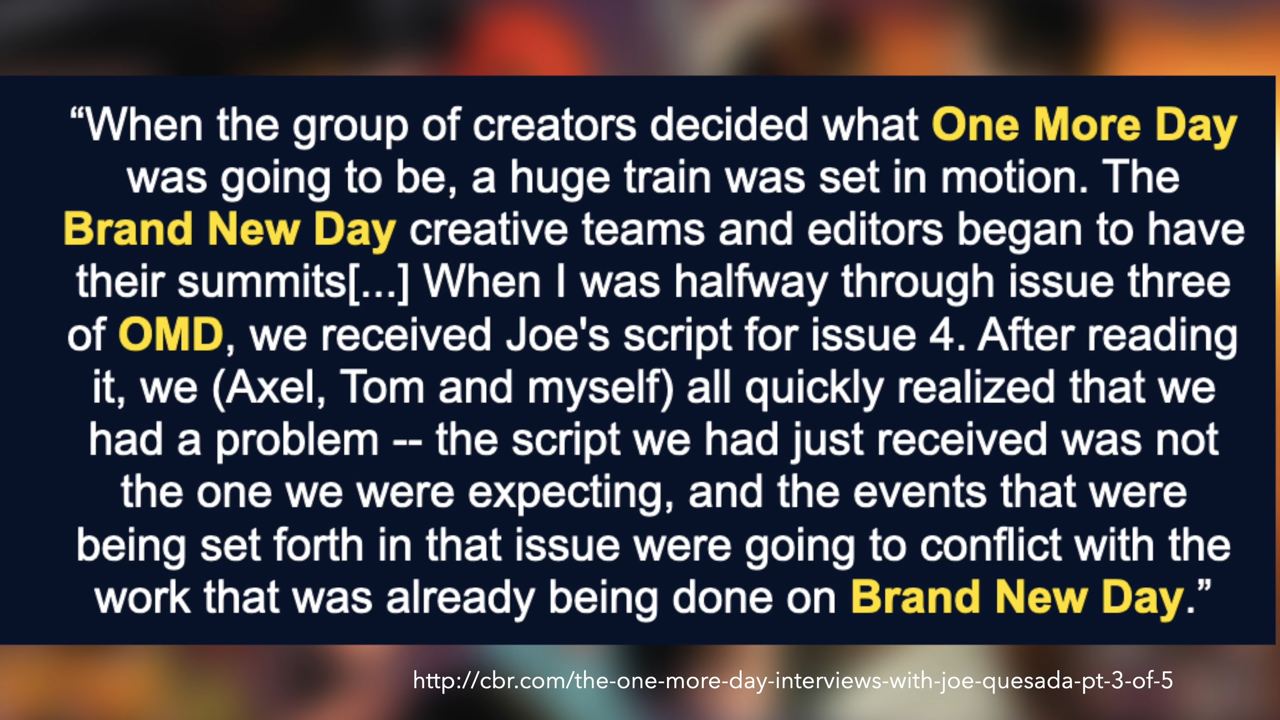 “When the group of creators decided what One More Day
was going to be, a huge train was set in motion. The
Brand New Day creative teams and editors began to have
their summits[...] When I was halfway through issue three
of OMD, we received Joe's script for issue 4. After reading
it, we (Axel, Tom and myself) all quickly realized that we
had a problem -- the script we had just received was not
the one we were expecting, and the events that were
being set forth in that issue were going to conflict with the
work that was already being done on Brand New Day.”
http://cbr.com/the-one-more-day-interviews-with-joe-quesada-pt-3-of-5